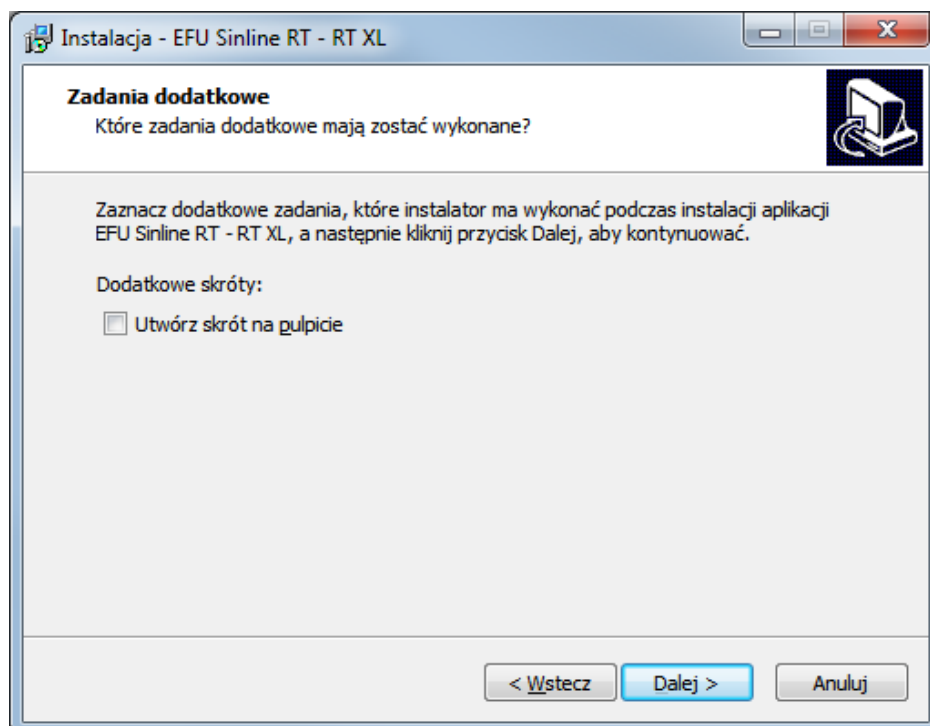 Instalacja - EFU Sinline RT - RT XL
Zadania dodatkowe
Które zadania dodatkowe mają zostać wykonane?
Zaznacz dodatkowe zadania, które instalator ma wykonać podczas instalacji aplikacji
EFU Sinline RT - RT XL, a następnie kliknij przycisk Dalej, aby kontynuować.
Dodatkowe skróty:
Utwórz skrót na pulpicie
< Wstecz Dalej > Anuluj